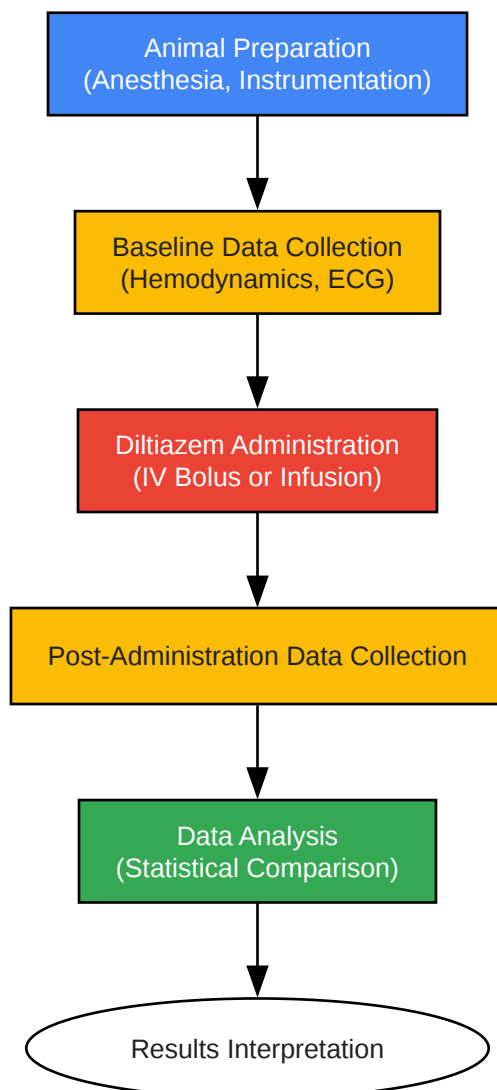 Animal Preparation
(Anesthesia, Instrumentation)
Baseline Data Collection
(Hemodynamics, ECG)
Diltiazem Administration
(IV Bolus or Infusion)
Post-Administration Data Collection
Data Analysis
(Statistical Comparison)
Results Interpretation